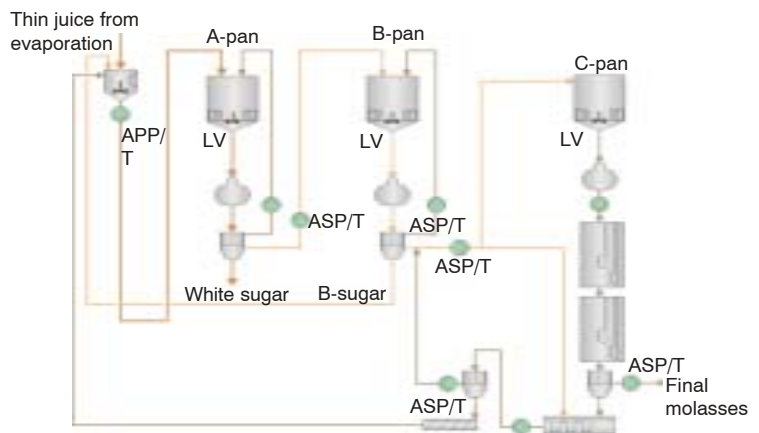 Thin juice from
evaporation
A-pan
B-pan
C-pan
APP/
T
LV
LV
LV
ASP/T
ASP/T
ASP/T
White sugar
B-sugar
ASP/T
Final
molasses
ASP/T